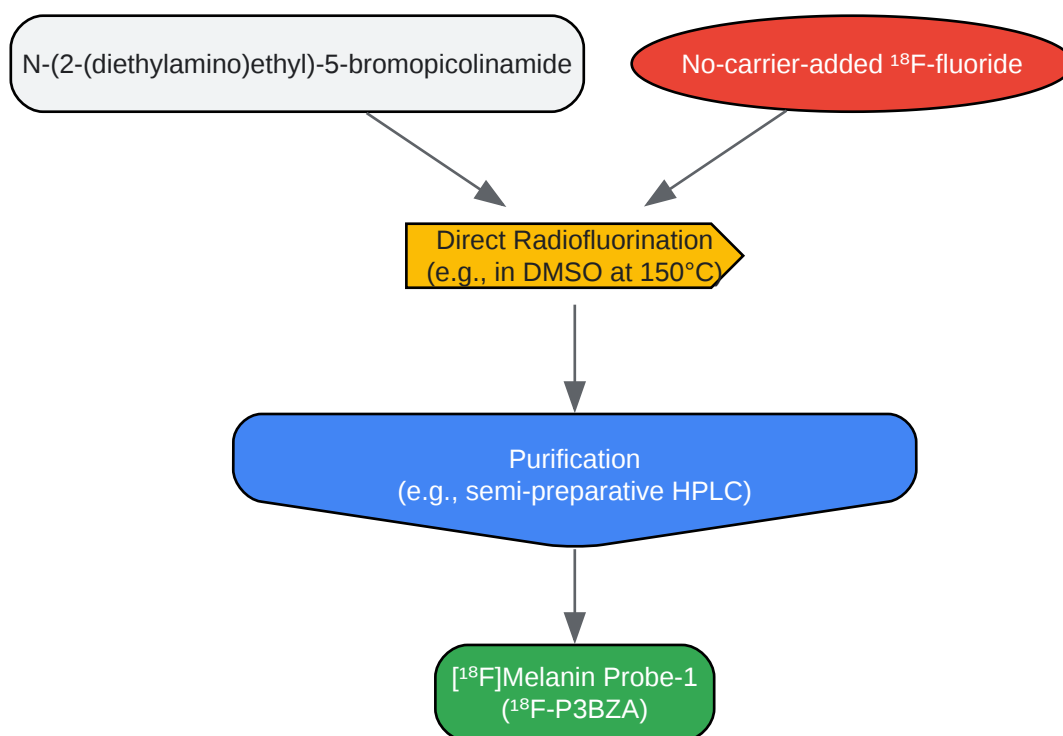 N-(2-(diethylamino)ethyl)-5-bromopicolinamide
No-carrier-added ¹⁸F-fluoride
Direct Radiofluorination
(e.g., in DMSO at 150°C)
Purification
(e.g., semi-preparative HPLC)
[¹⁸F]Melanin Probe-1
(¹⁸F-P3BZA)